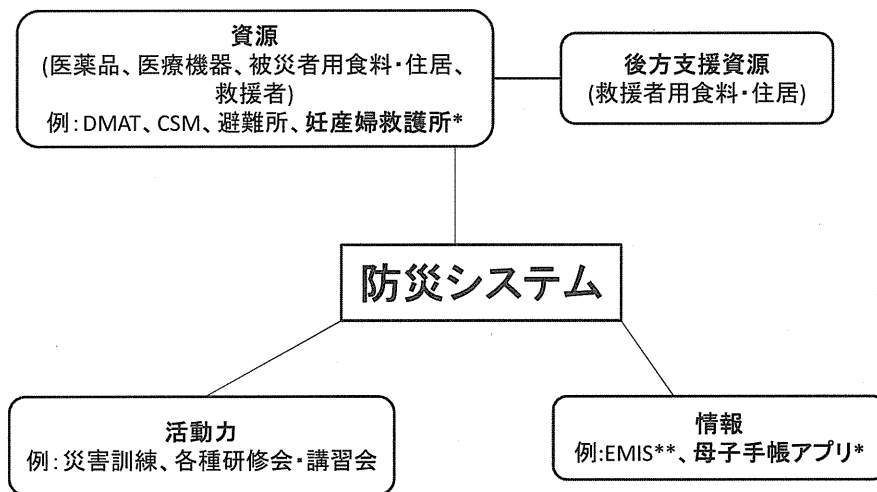 資源
(医薬品、医療機器、被災者用食料・住居、
救援者)
例:DMAT、CSM、避難所、妊産婦救護所*
後方支援資源
(救援者用食料・住居)
防災システム
活動力
例:災害訓練、各種研修会・講習会
情報
例:EMIS**、母子手帳アプリ*